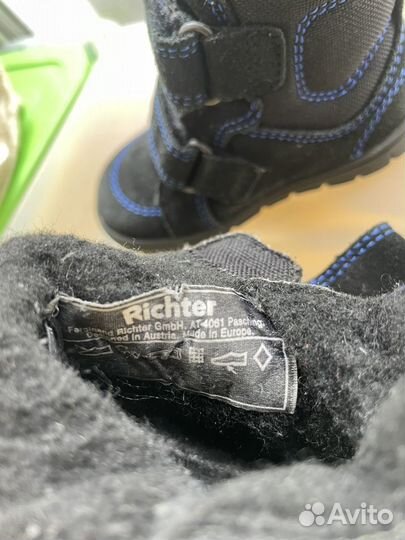 Richter
Richter GmbH, AT-4061 Pasching
in Austria. Made in Europe.
Avito